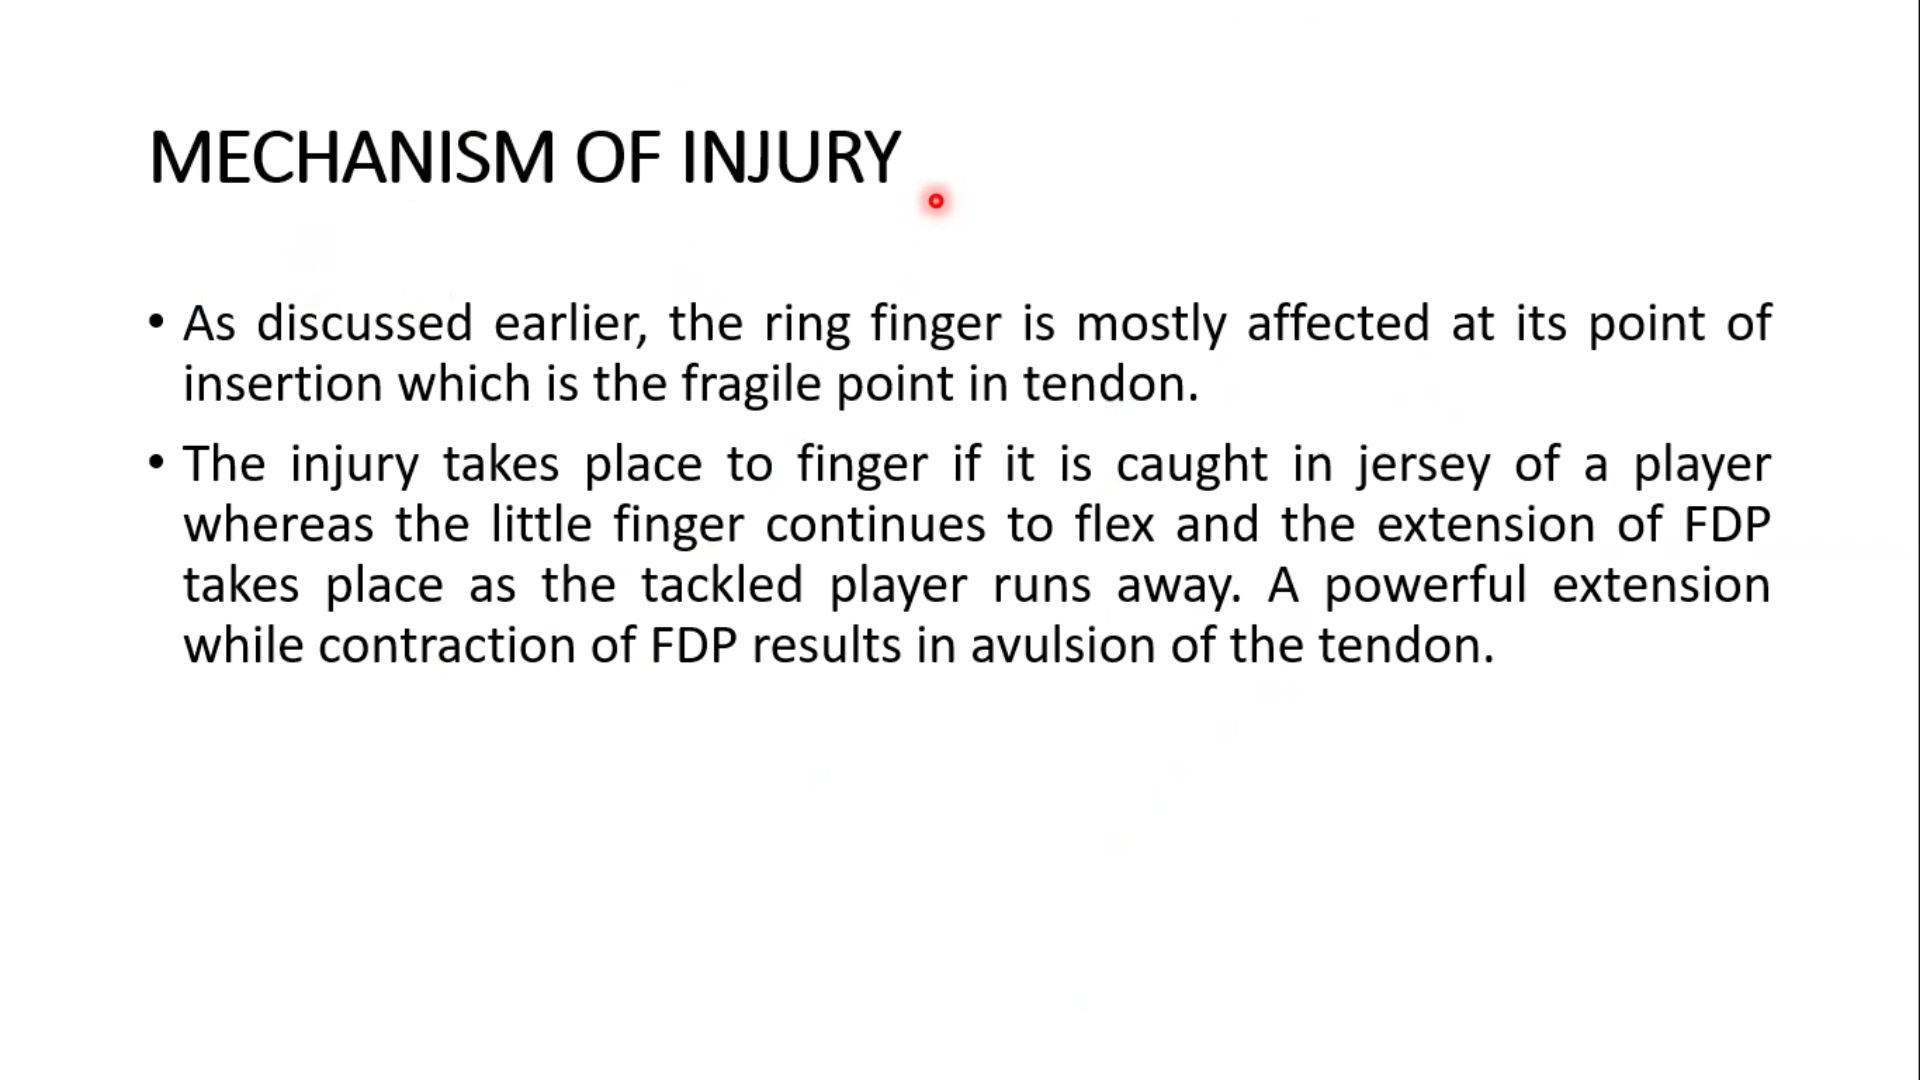 MECHANISM OF INJURY
• As discussed earlier, the ring finger is mostly affected at its point of
insertion which is the fragile point in tendon.
• The injury takes place to finger if it is caught in jersey of a player
whereas the little finger continues to flex and the extension of FDP
takes place as the tackled player runs away. A powerful extension
while contraction of FDP results in avulsion of the tendon.